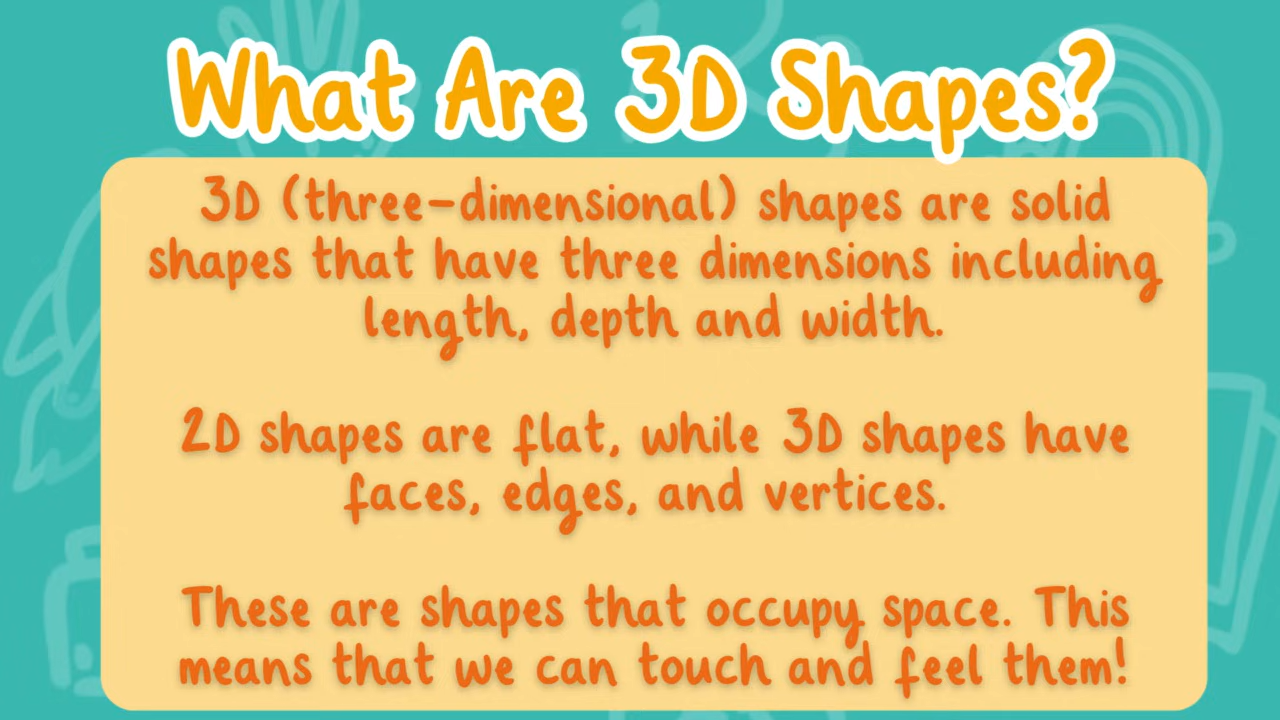 What Are 3D Shapes?
3D (three-dimensional) shapes are solid
shapes that have three dimensions including
length, depth and width.
2D shapes are flat, while 3D shapes have
faces, edges, and vertices.
These are shapes that occupy space. This
means that we can touch and feel them!